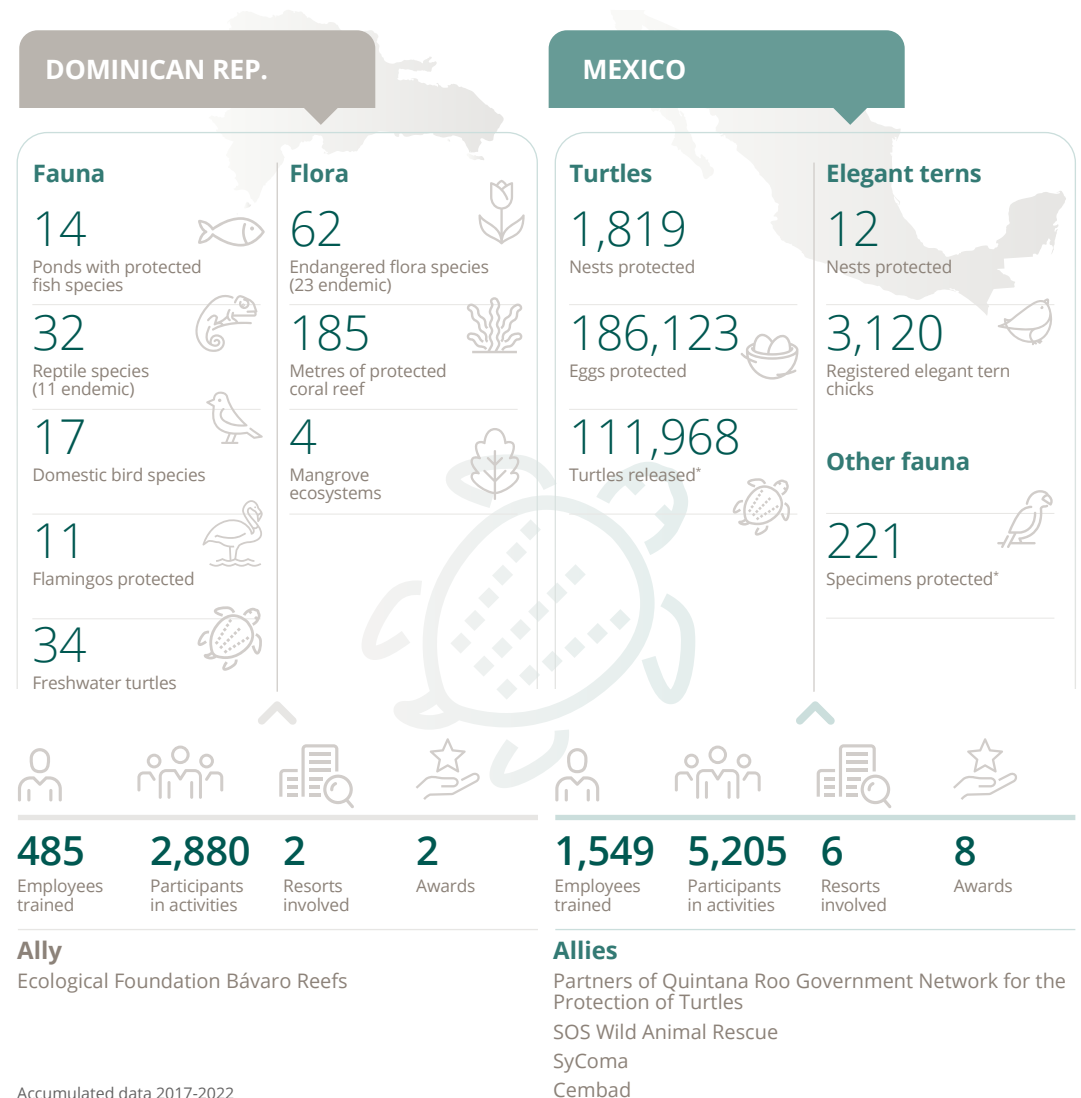 DOMINICAN REP.
Fauna
14
Ponds with protected
fish species
32
Reptile species
(11 endemic)
17
Domestic bird species
11
Flamingos protected
34
Freshwater turtles
Flora
62
Endangered flora species
(23 endemic)
185
Metres of protected
coral reef
4
Mangrove
ecosystems
485
Employees
trained
2,880
Participants
in activities
2
Resorts
involved
2
Awards
Ally
Ecological Foundation Bávaro Reefs
MEXICO
Turtles
1,819
Nests protected
186,123
Eggs protected
111,968
Turtles released*
Elegant terns
12
Nests protected
3,120
Registered elegant tern
chicks
Other fauna
221
Specimens protected*
1,549
Employees
trained
5,205
Participants
in activities
6
Resorts
involved
8
Awards
Allies
Partners of Quintana Roo Government Network for the
Protection of Turtles
SOS Wild Animal Rescue
SyComa
Cembad
Accumulated data 2017-2022